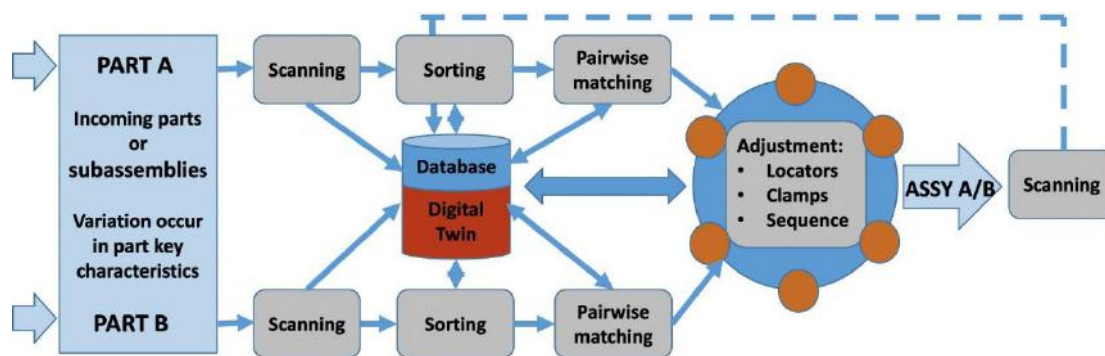 PART A
Incoming parts
or
subassemblies
Variation occur
in part key
characteristics
PART B
Scanning
Sorting
Pairwise
matching
Database
Digital
Twin
Scanning
Sorting
Pairwise
matching
Adjustment:
• Locators
• Clamps
• Sequence
ASSY A/B
Scanning